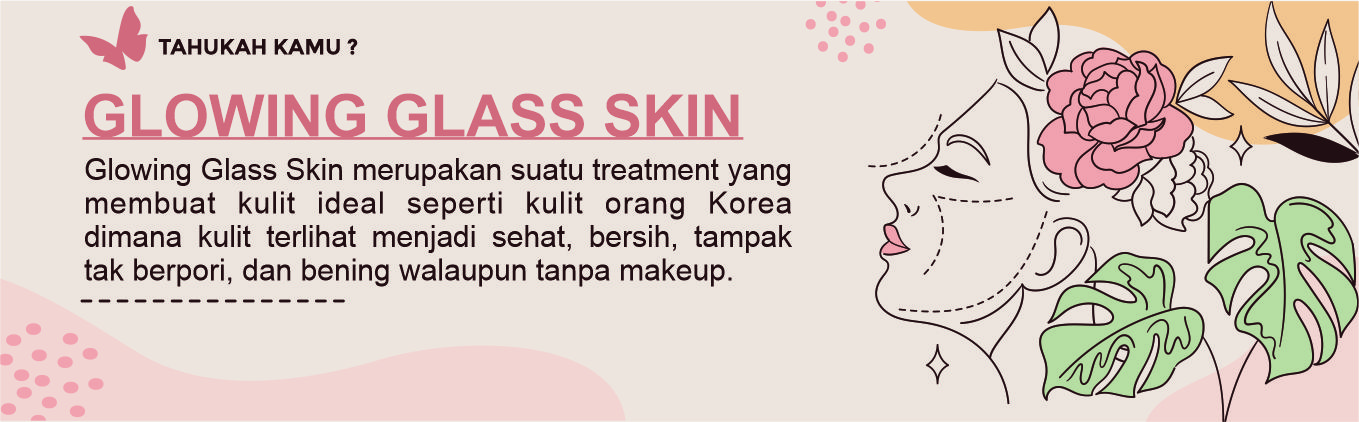 TAHUKAH KAMU ?
GLOWING GLASS SKIN
Glowing Glass Skin merupakan suatu treatment yang
membuat kulit ideal seperti kulit orang Korea
dimana kulit terlihat menjadi sehat, bersih, tampak
tak berpori, dan bening walaupun tanpa makeup.